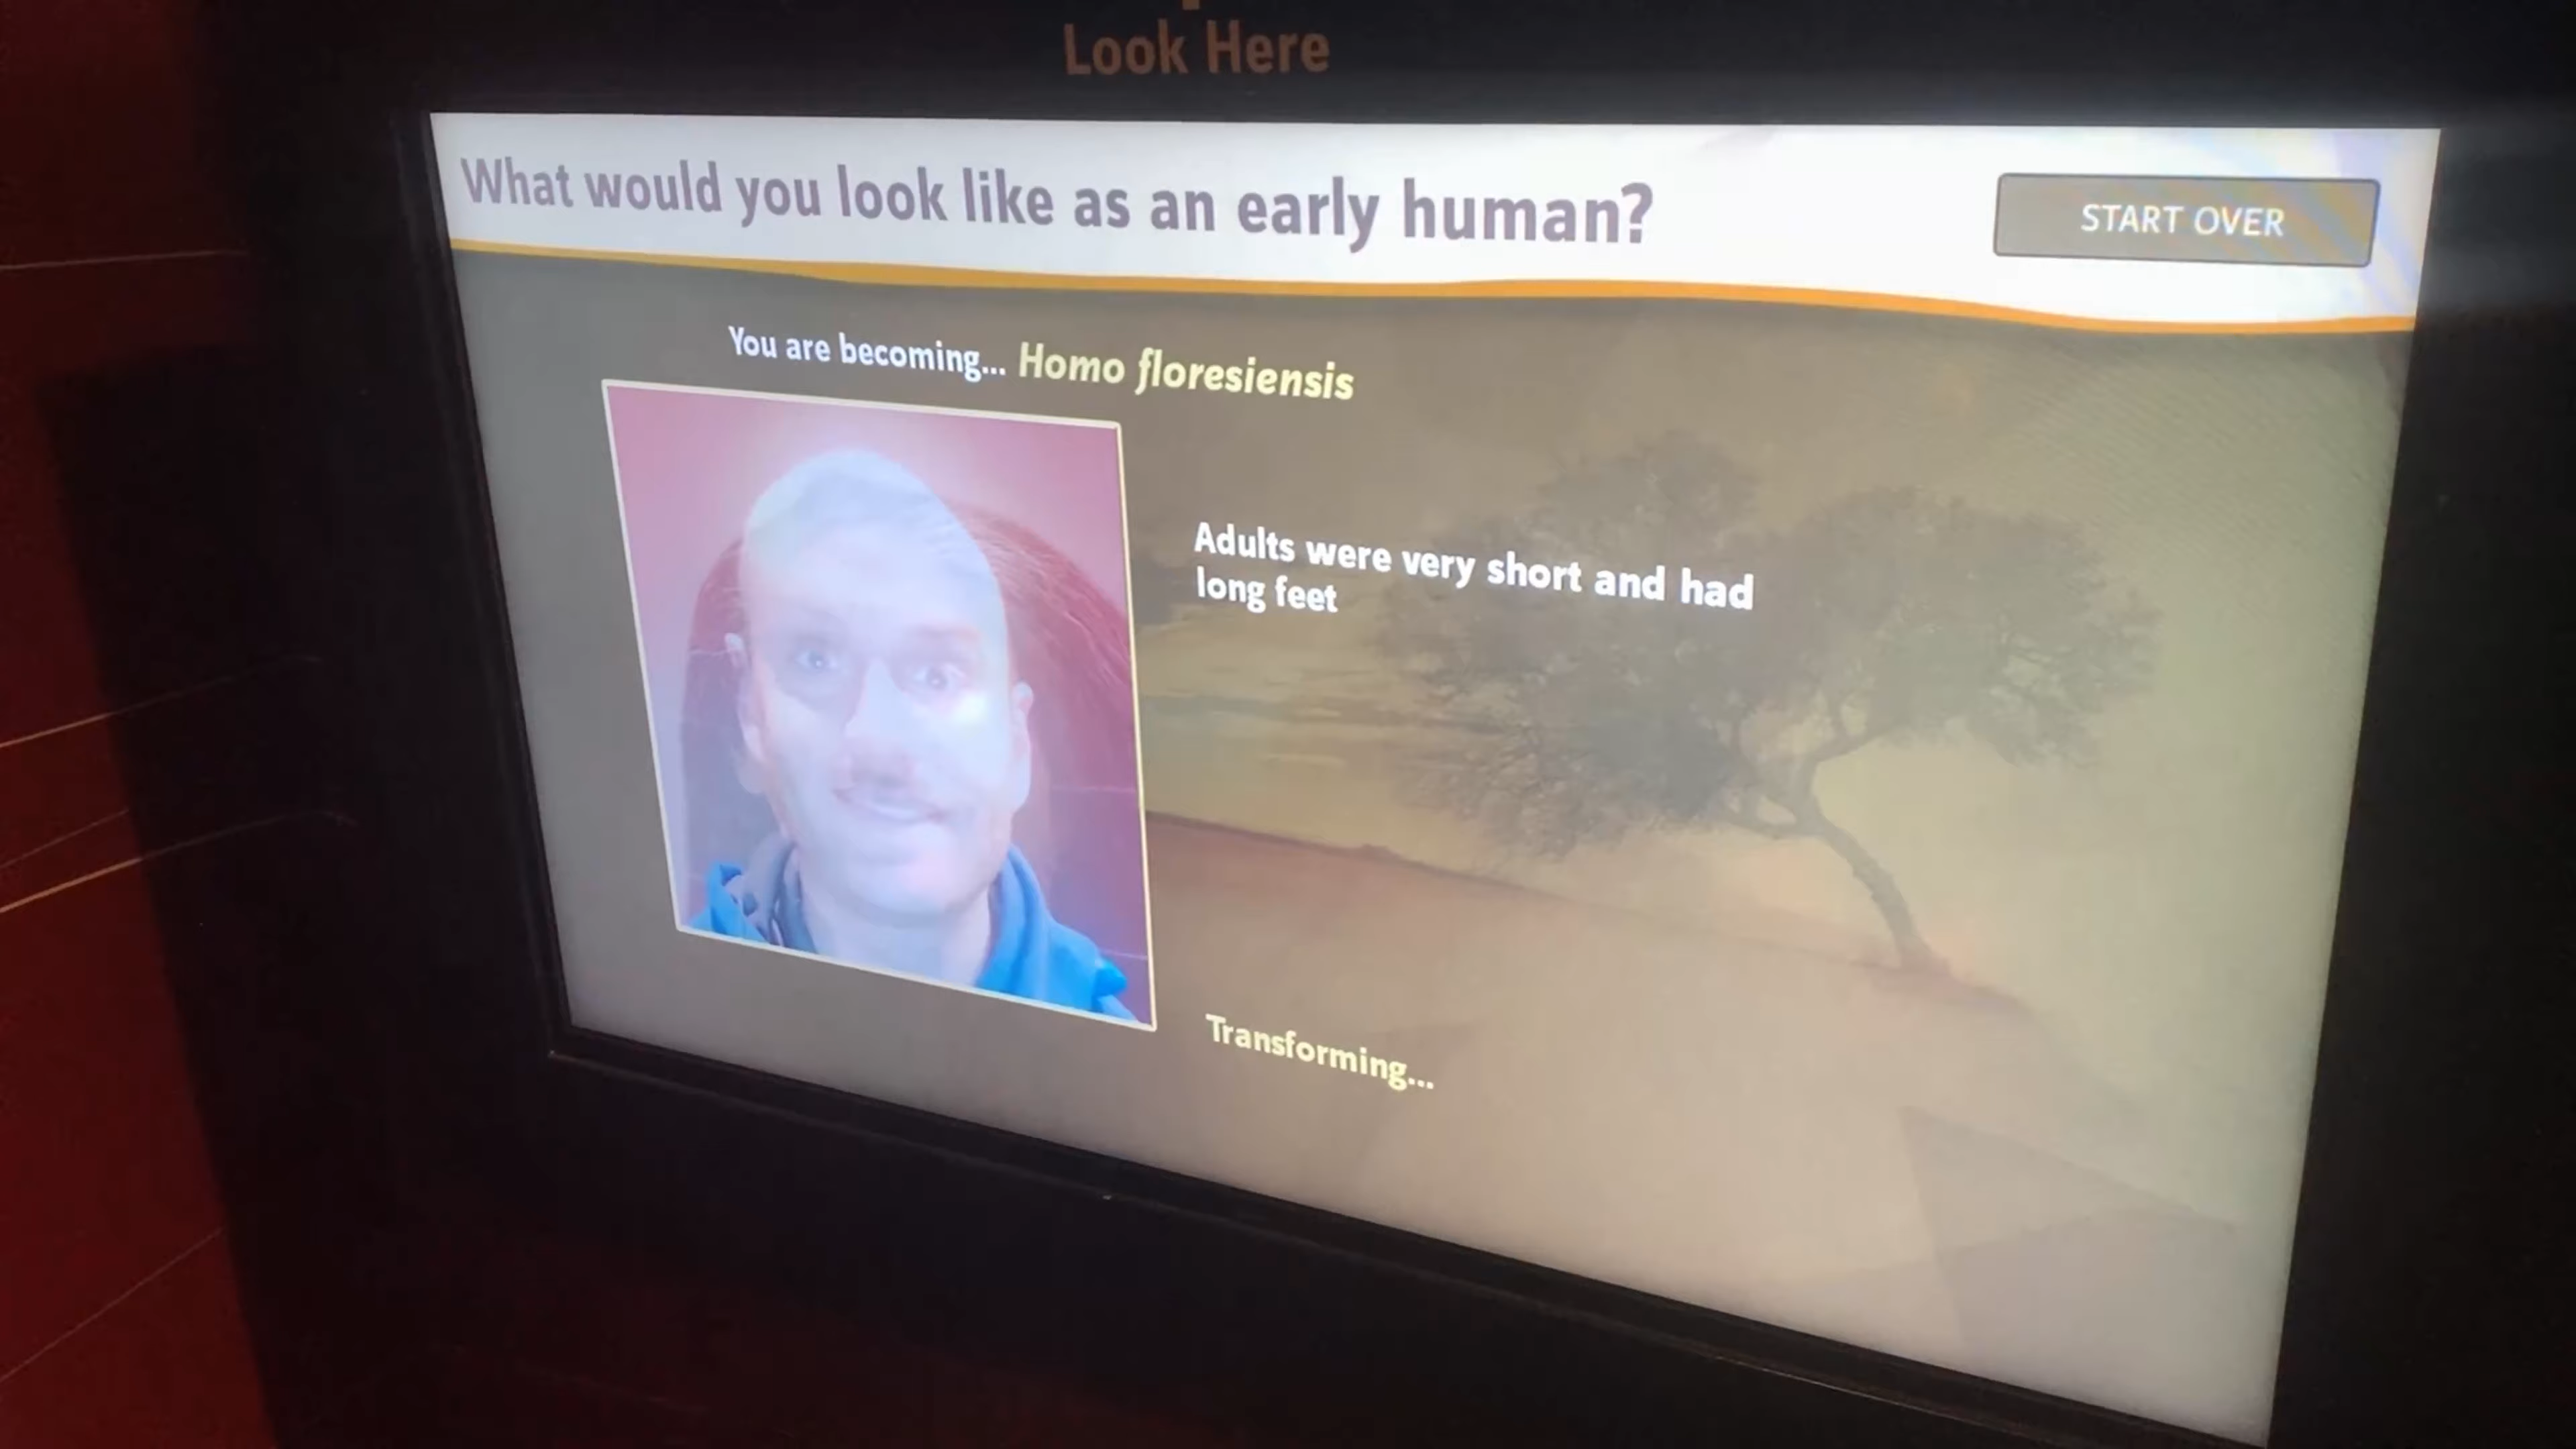 Look Here
What would you look like as an early human?
START OVER
You are becoming... Homo floresiensis
Adults were very short and had
long feet
Transforming...